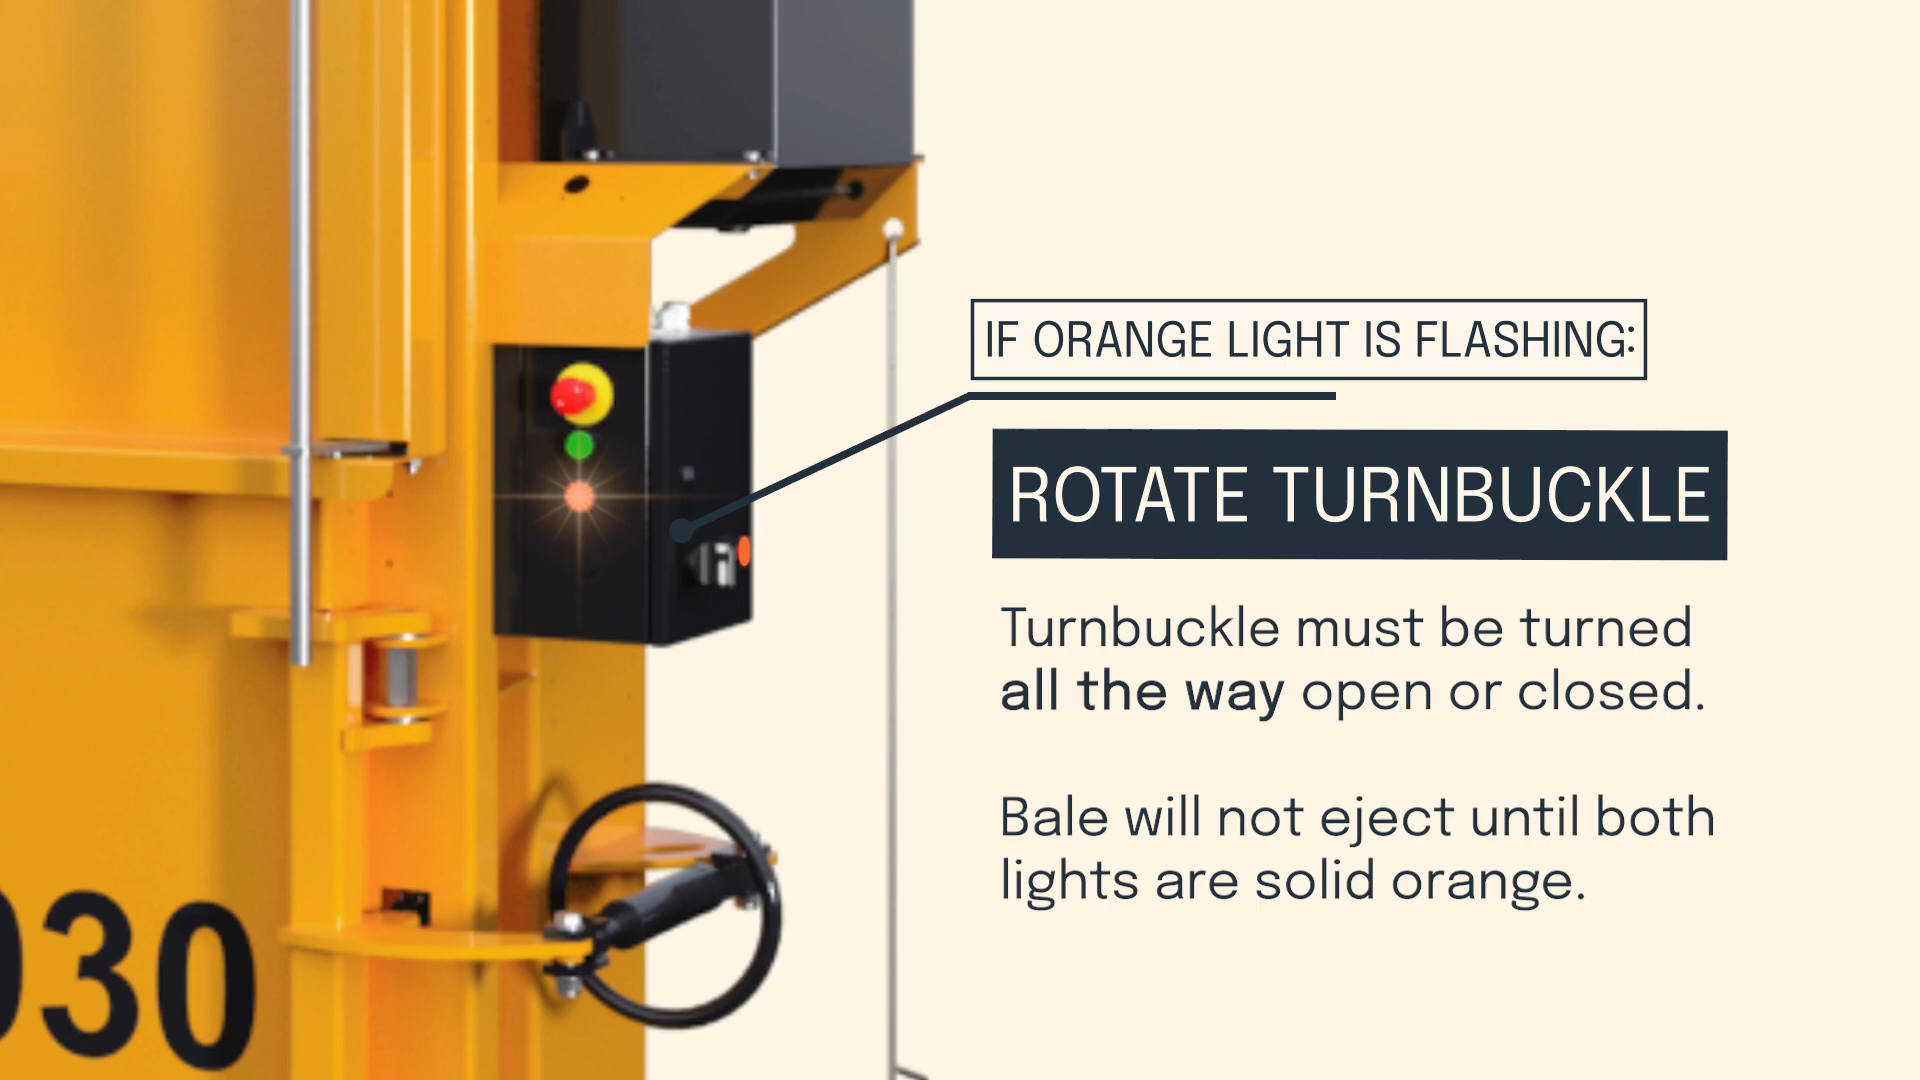 IF ORANGE LIGHT IS FLASHING:
ROTATE TURNBUCKLE
Turnbuckle must be turned
all the way open or closed.
Bale will not eject until both
lights are solid orange.
030